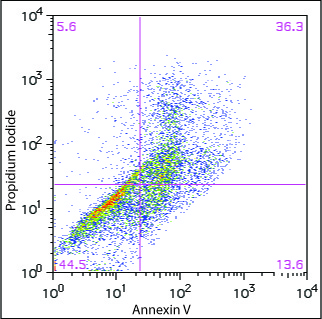 10⁴
5.6 36.3
10³
10²
10¹
10⁰
Propidium Iodide
44.5 13.6
10⁰ 10¹ 10² 10³ 10⁴
Annexin V